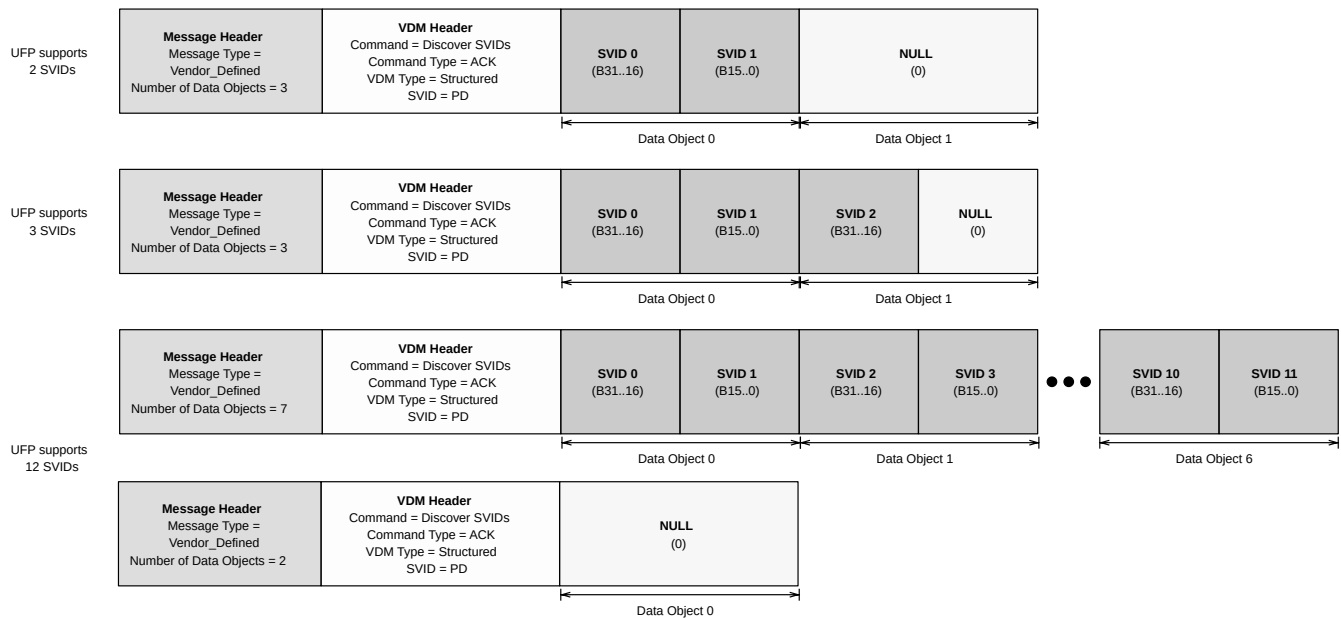 UFP supports
2 SVIDs
Message Header
Message Type =
Vendor_Defined
Number of Data Objects = 3
VDM Header
Command = Discover SVIDs
Command Type = ACK
VDM Type = Structured
SVID = PD
SVID 0
(B31..16)
SVID 1
(B15..0)
NULL
(0)
Data Object 0
Data Object 1
UFP supports
3 SVIDs
Message Header
Message Type =
Vendor_Defined
Number of Data Objects = 3
VDM Header
Command = Discover SVIDs
Command Type = ACK
VDM Type = Structured
SVID = PD
SVID 0
(B31..16)
SVID 1
(B15..0)
SVID 2
(B31..16)
NULL
(0)
Data Object 0
Data Object 1
UFP supports
12 SVIDs
Message Header
Message Type =
Vendor_Defined
Number of Data Objects = 7
VDM Header
Command = Discover SVIDs
Command Type = ACK
VDM Type = Structured
SVID = PD
SVID 0
(B31..16)
SVID 1
(B15..0)
SVID 2
(B31..16)
SVID 3
(B15..0)
SVID 10
(B31..16)
SVID 11
(B15..0)
Data Object 0
Data Object 1
Data Object 6
Message Header
Message Type =
Vendor_Defined
Number of Data Objects = 2
VDM Header
Command = Discover SVIDs
Command Type = ACK
VDM Type = Structured
SVID = PD
NULL
(0)
Data Object 0